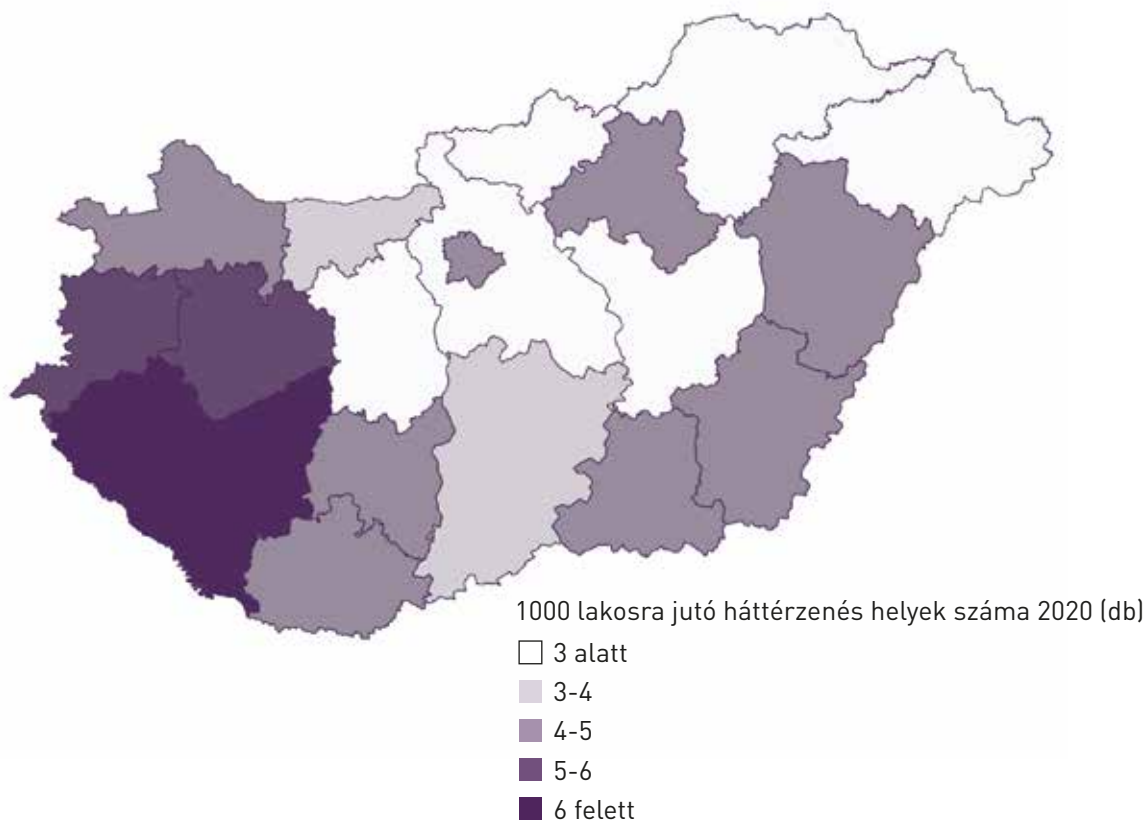 1000 lakosra jutó háttérzenés helyek száma 2020 (db)
3 alatt
3-4
4-5
5-6
6 felett